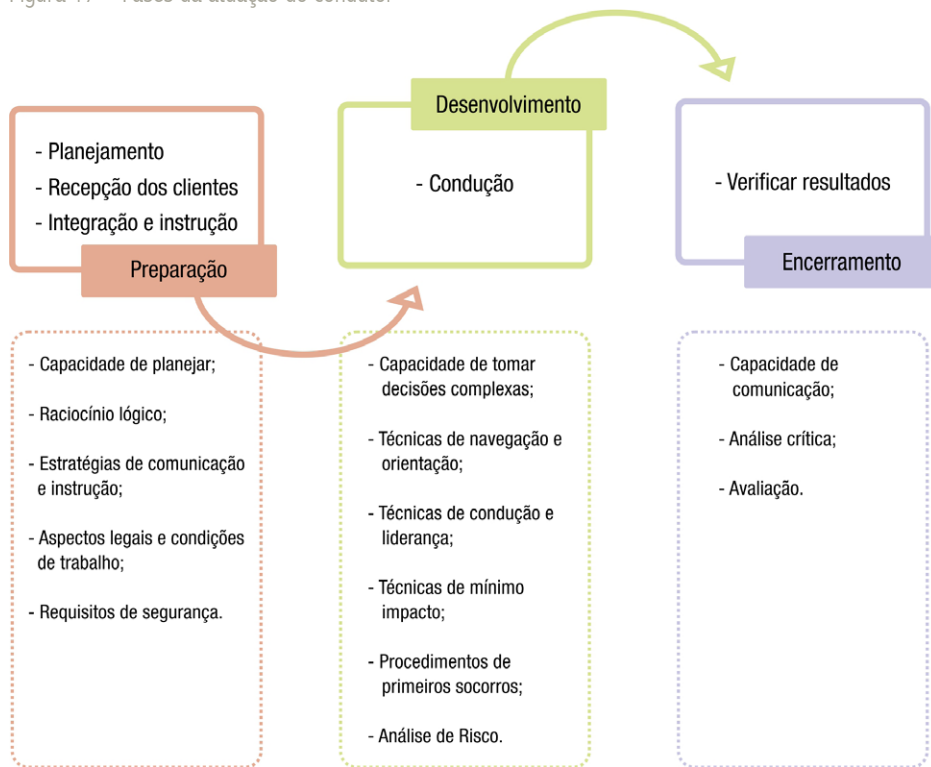 Desenvolvimento
- Planejamento
- Recepção dos clientes
- Integração e instrução
Preparação
- Condução
- Verificar resultados
Encerramento
- Capacidade de planejar;
- Raciocínio lógico;
- Estratégias de comunicação
e instrução;
- Aspectos legais e condições
de trabalho;
- Requisitos de segurança.
- Capacidade de tomar
decisões complexas;
- Técnicas de navegação e
orientação;
- Técnicas de condução e
liderança;
- Técnicas de mínimo
impacto;
- Procedimentos de
primeiros socorros;
- Análise de Risco.
- Capacidade de
comunicação;
- Análise crítica;
- Avaliação.